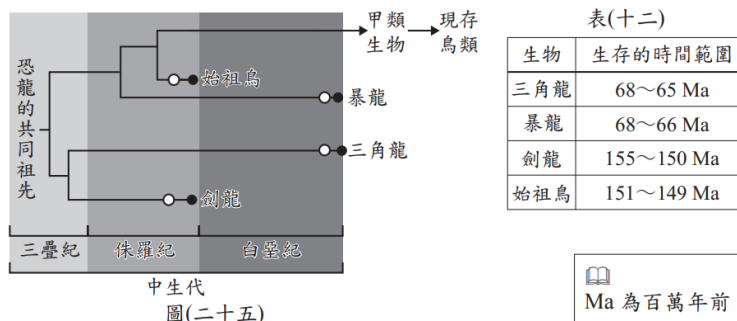 恐龍的共同祖先
甲類生物
現存鳥類
始祖鳥
暴龍
三角龍
劍龍
三疊紀
侏羅紀
白堊紀
中生代
圖(二十五)
表(十二)
生物 生存的時間範圍
三角龍 68~65 Ma
暴龍 68~66 Ma
劍龍 155~150 Ma
始祖鳥 151~149 Ma
Ma 為百萬年前